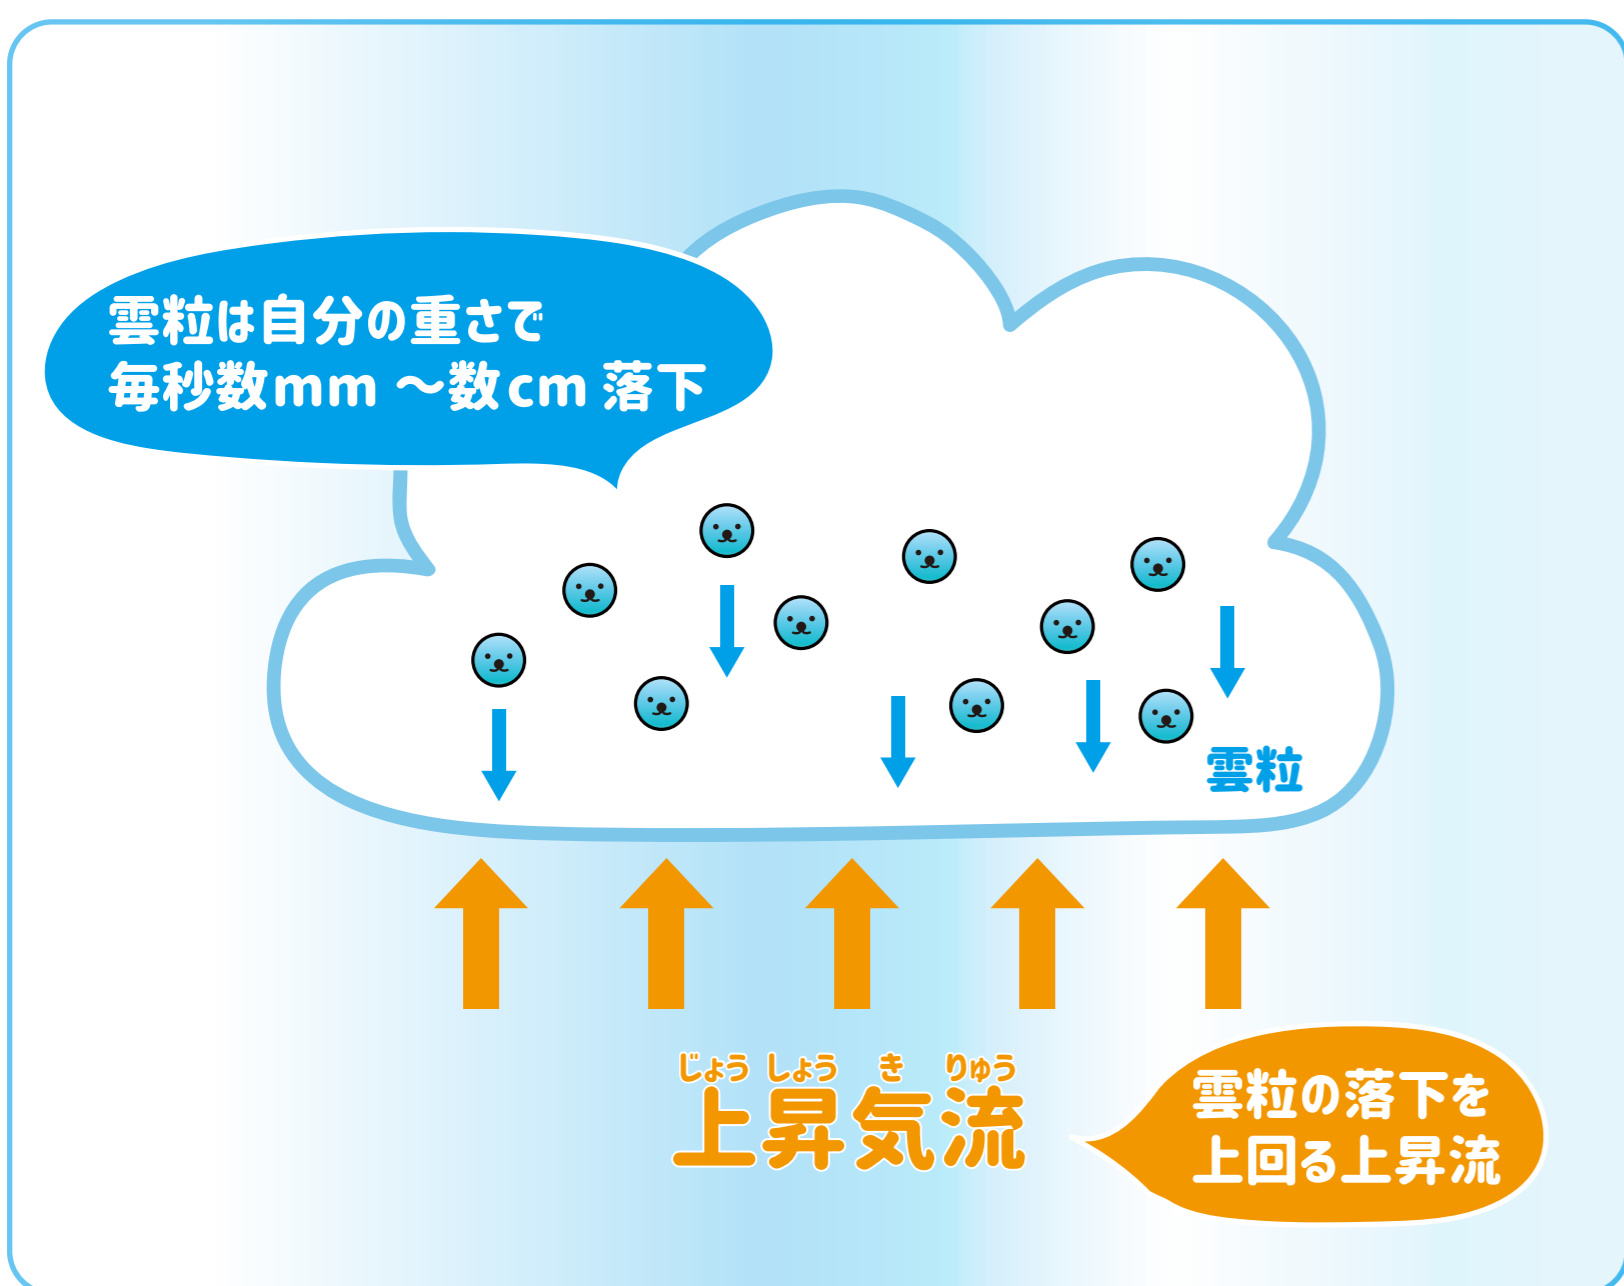 雲粒は自分の重さで
毎秒数mm ～数cm 落下
雲粒
じょう しょう き りゅう
上昇気流
雲粒の落下を
上回る上昇流